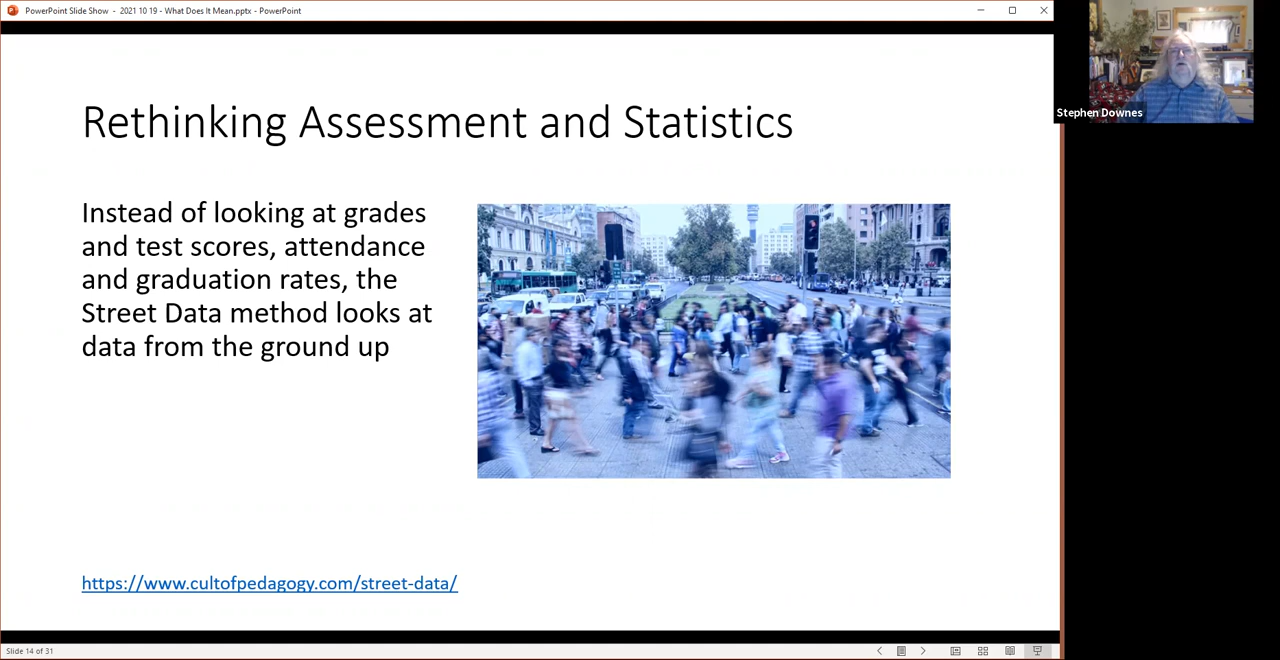 PowerPoint Slide Show - 2021 10 19 - What Does It Mean.pptx - PowerPoint
Stephen Downes
Rethinking Assessment and Statistics
Instead of looking at grades
and test scores, attendance
and graduation rates, the
Street Data method looks at
data from the ground up
https://www.cultofpedagogy.com/street-data/
Slide 14 of 31